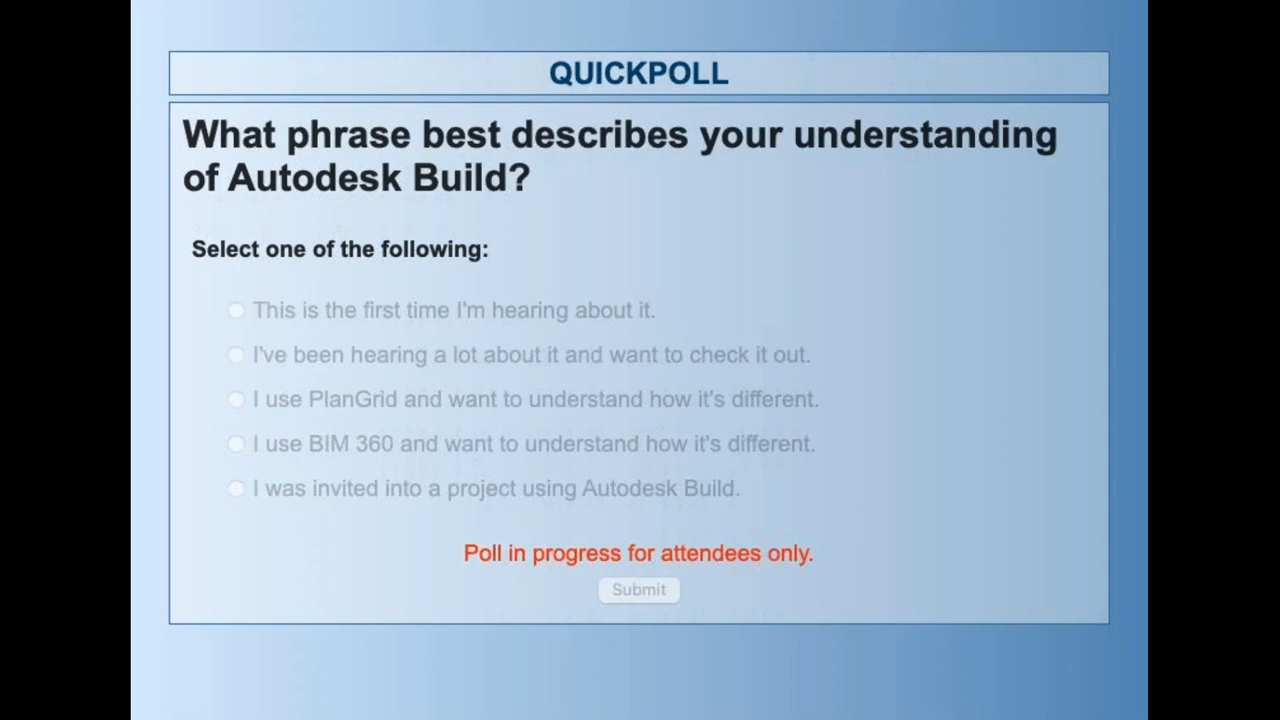 QUICKPOLL
What phrase best describes your understanding
of Autodesk Build?
Select one of the following:
This is the first time I'm hearing about it.
I've been hearing a lot about it and want to check it out.
I use PlanGrid and want to understand how it's different.
I use BIM 360 and want to understand how it's different.
I was invited into a project using Autodesk Build.
Poll in progress for attendees only.
Submit